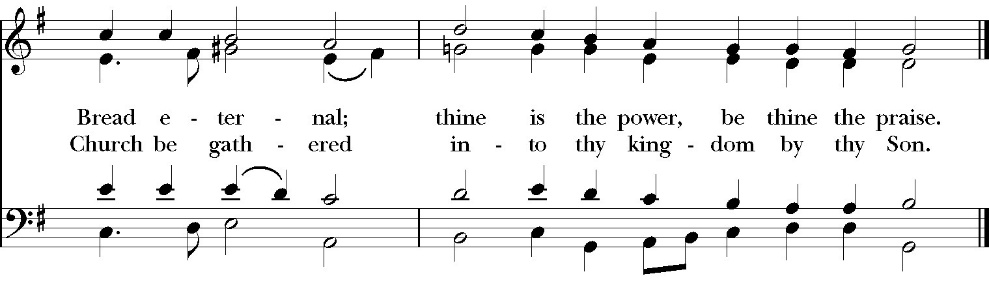 Bread e - ter - nal; thine is the power, be thine the praise.
Church be gath - ered in - to thy king - dom by thy Son.